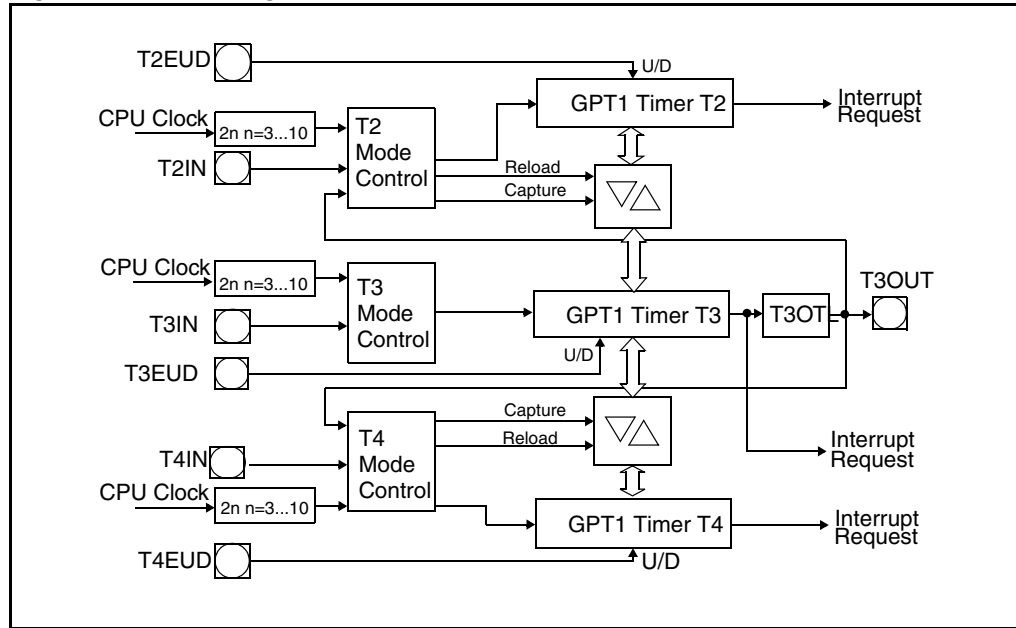 T2EUD
U/D
GPT1 Timer T2
Interrupt
Request
CPU Clock
2n n=3...10
T2
Mode
Control
T2IN
Reload
Capture
CPU Clock
2n n=3...10
T3
Mode
Control
T3OUT
GPT1 Timer T3
T3OTL
T3IN
U/D
T3EUD
Capture
Reload
T4
Mode
Control
T4IN
Interrupt
Request
CPU Clock
2n n=3...10
GPT1 Timer T4
Interrupt
Request
T4EUD
U/D